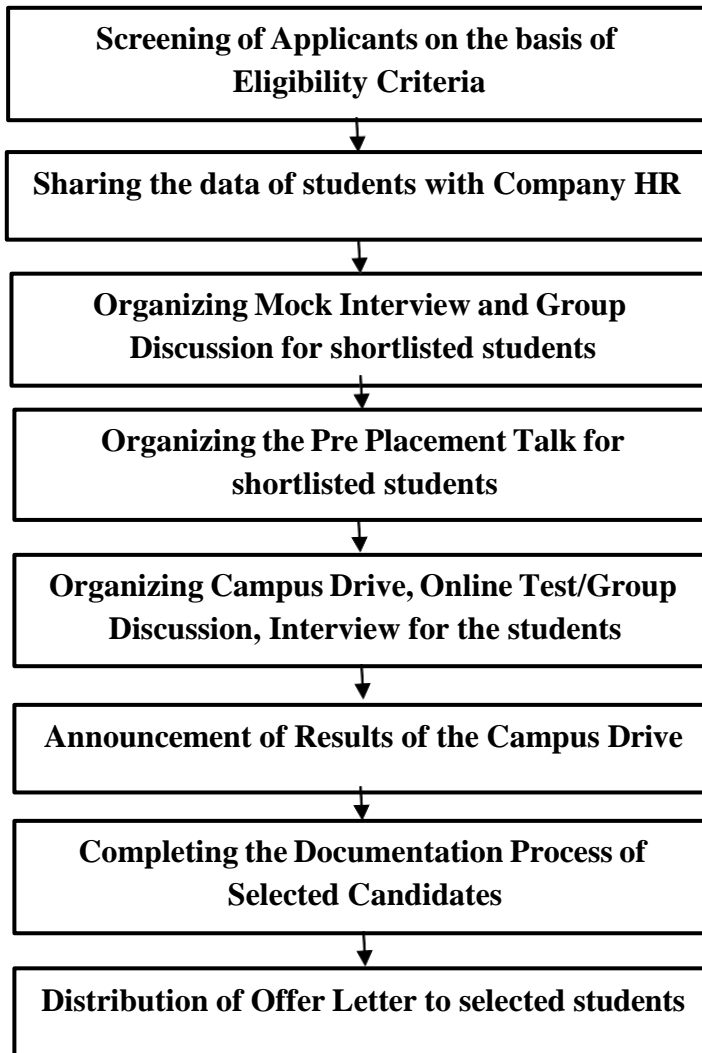 Screening of Applicants on the basis of
Eligibility Criteria
Sharing the data of students with Company HR
Organizing Mock Interview and Group
Discussion for shortlisted students
Organizing the Pre Placement Talk for
shortlisted students
Organizing Campus Drive, Online Test/Group
Discussion, Interview for the students
Announcement of Results of the Campus Drive
Completing the Documentation Process of
Selected Candidates
Distribution of Offer Letter to selected students